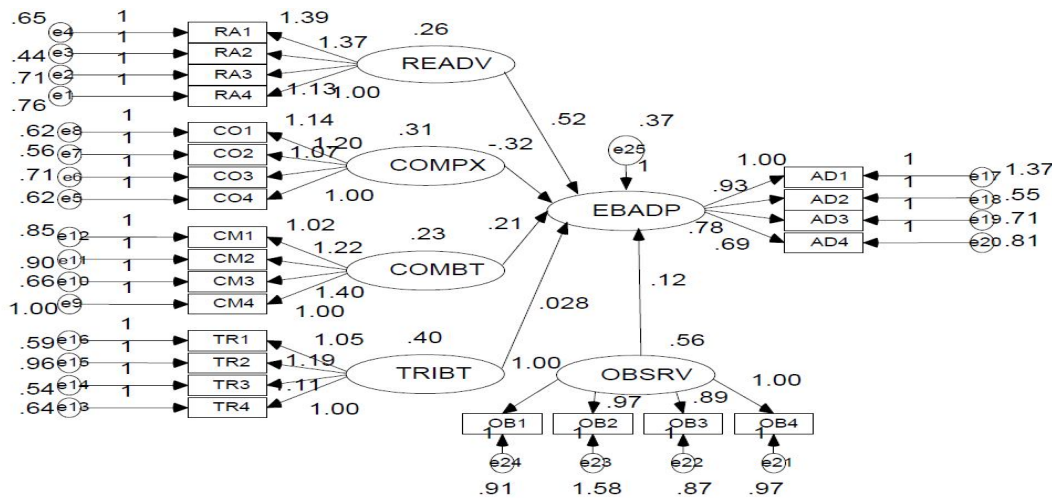 .65 e4 1 RA1 1.39
.44 e3 1 RA2 1.37
.71 e2 1 RA3 1.13
.76 e1 1 RA4 1.00
.26
READV
.52
.62 e8 1 CO1 1.14
.56 e7 1 CO2 1.20
.71 e6 1 CO3 1.07
.62 e5 1 CO4 1.00
.31
COMPX
-.32
.85 e12 1 CM1 1.02
.90 e11 1 CM2 1.22
.66 e10 1 CM3 1.40
1.00 e9 1 CM4 1.00
.23
COMBT
.21
.59 e16 1 TR1 1.05
.96 e15 1 TR2 1.19
.54 e14 1 TR3 1.11
.64 e13 1 TR4 1.00
.40
TRIBT
.028
.37
e25
1
EBADP
1.00 AD1 1 e17 1.37
.93 AD2 1 e18 .55
.78 AD3 1 e19 .71
.69 AD4 1 e20 .81
.12
.56
OBSRV
1.00 .97 .89 1.00
OB1 OB2 OB3 OB4
1 1 1 1
e24 e23 e22 e21
.91 1.58 .87 .97